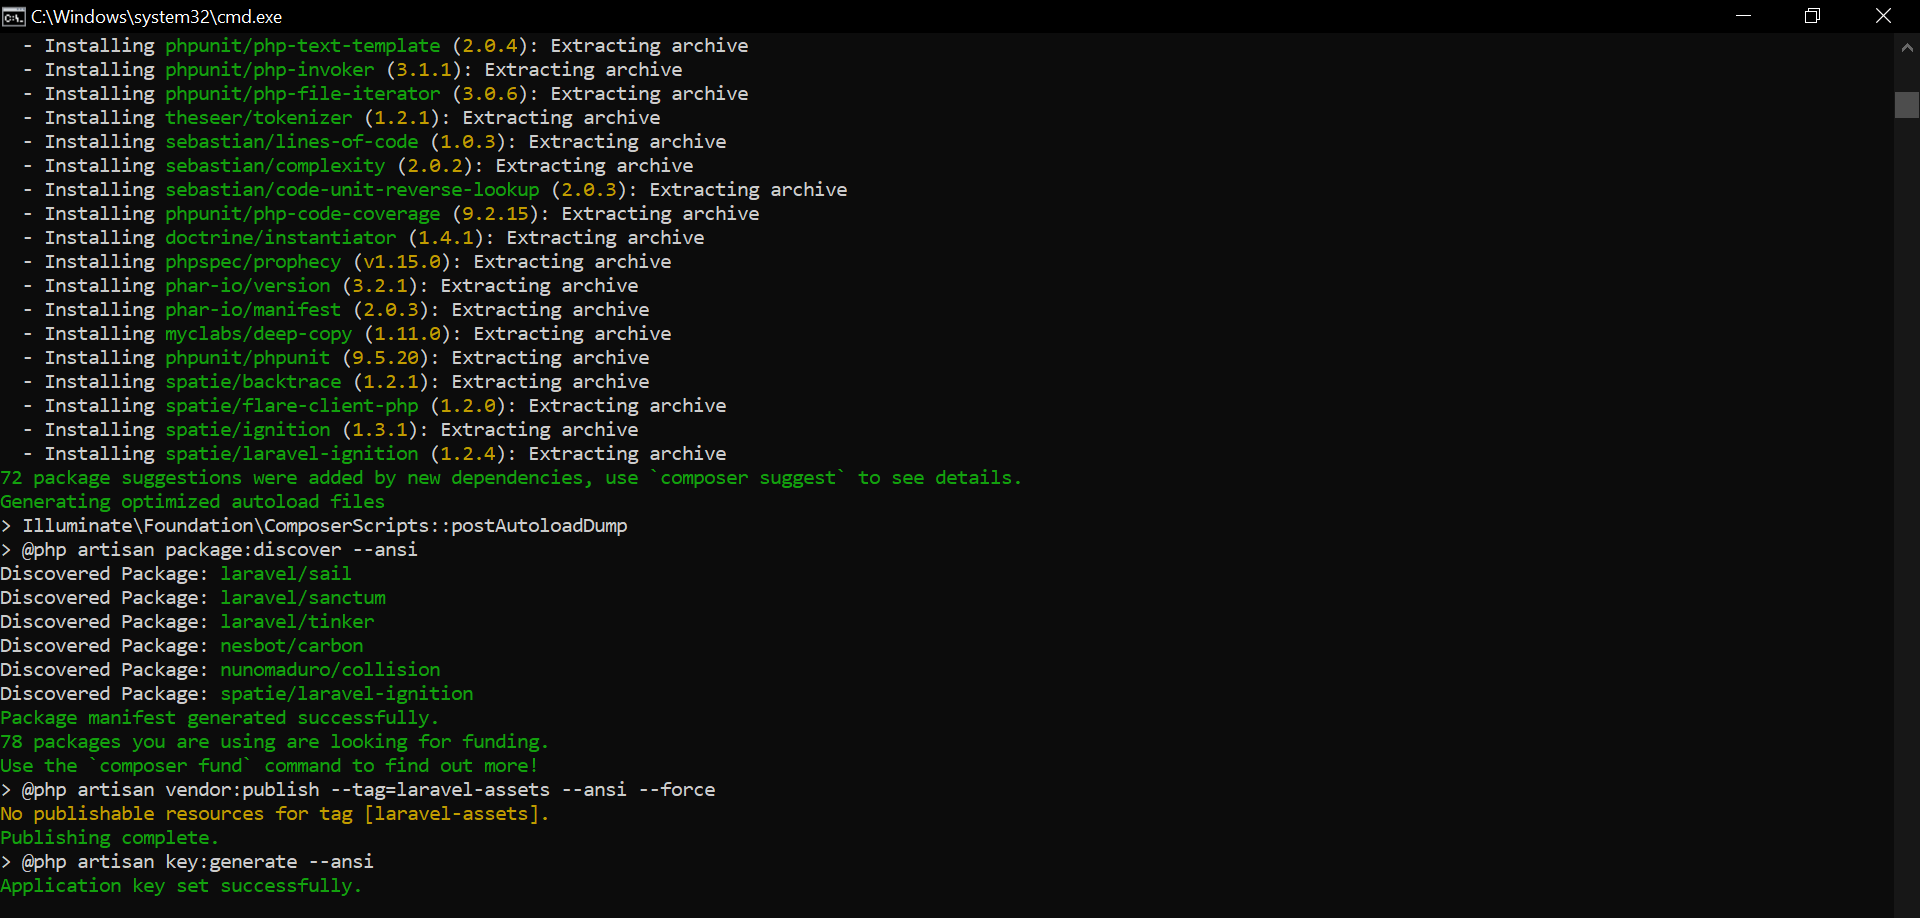 C:\Windows\system32\cmd.exe
- Installing phpunit/php-text-template (2.0.4): Extracting archive
- Installing phpunit/php-invoker (3.1.1): Extracting archive
- Installing phpunit/php-file-iterator (3.0.6): Extracting archive
- Installing theseer/tokenizer (1.2.1): Extracting archive
- Installing sebastian/lines-of-code (1.0.3): Extracting archive
- Installing sebastian/complexity (2.0.2): Extracting archive
- Installing sebastian/code-unit-reverse-lookup (2.0.3): Extracting archive
- Installing phpunit/php-code-coverage (9.2.15): Extracting archive
- Installing doctrine/instantiator (1.4.1): Extracting archive
- Installing phpspec/prophecy (v1.15.0): Extracting archive
- Installing phar-io/version (3.2.1): Extracting archive
- Installing phar-io/manifest (2.0.3): Extracting archive
- Installing myclabs/deep-copy (1.11.0): Extracting archive
- Installing phpunit/phpunit (9.5.20): Extracting archive
- Installing spatie/backtrace (1.2.1): Extracting archive
- Installing spatie/flare-client-php (1.2.0): Extracting archive
- Installing spatie/ignition (1.3.1): Extracting archive
- Installing spatie/laravel-ignition (1.2.4): Extracting archive
72 package suggestions were added by new dependencies, use `composer suggest` to see details.
Generating optimized autoload files
> Illuminate\Foundation\ComposerScripts::postAutoloadDump
> @php artisan package:discover --ansi
Discovered Package: laravel/sail
Discovered Package: laravel/sanctum
Discovered Package: laravel/tinker
Discovered Package: nesbot/carbon
Discovered Package: nunomaduro/collision
Discovered Package: spatie/laravel-ignition
Package manifest generated successfully.
78 packages you are using are looking for funding.
Use the `composer fund` command to find out more!
> @php artisan vendor:publish --tag=laravel-assets --ansi --force
No publishable resources for tag [laravel-assets].
Publishing complete.
> @php artisan key:generate --ansi
Application key set successfully.